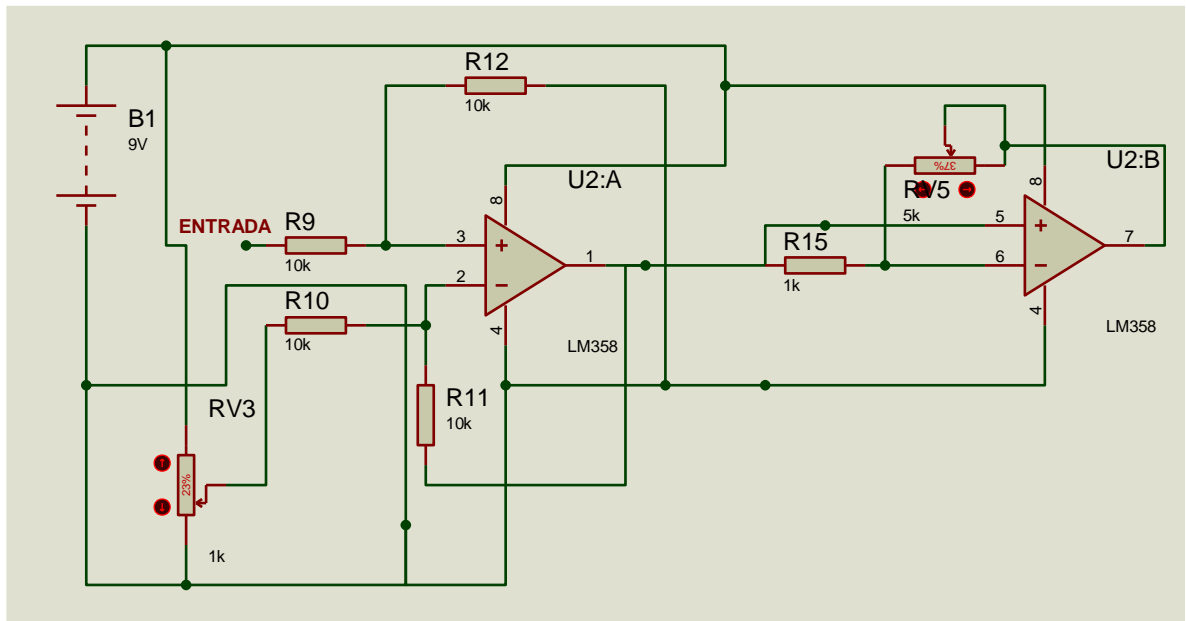 R12
10k
B1
9V
ENTRADA
R9
10k
3
2
8
4
1
U2:A
LM358
R10
10k
R11
10k
RV3
23%
1k
R15
1k
37%
RV5
5k
5
6
8
4
7
U2:B
LM358